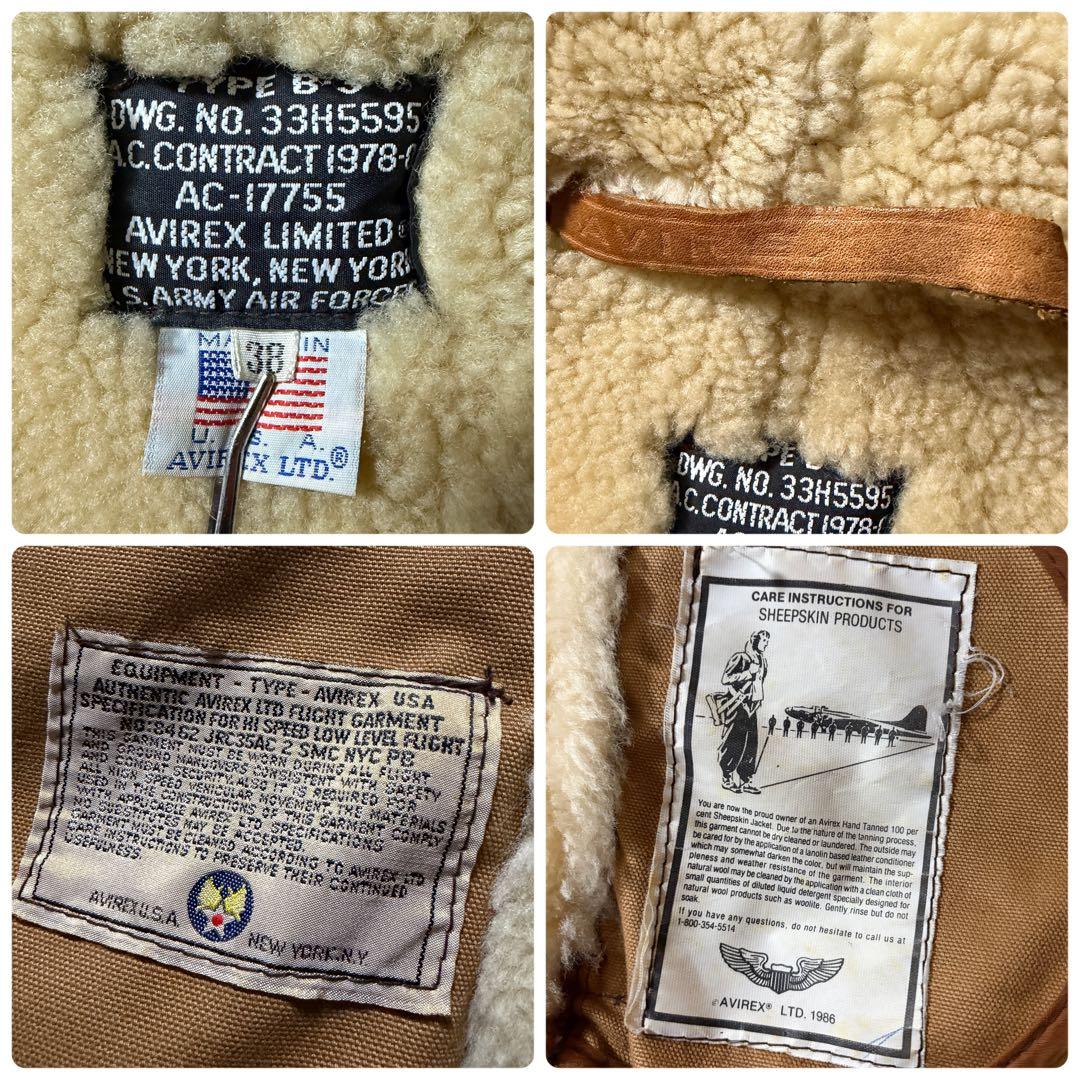 TYPE B-3
DWG. NO. 33H5595
A.C. CONTRACT 1978-
AC-17755
AVIREX LIMITED®
NEW YORK, NEW YORK
U.S. ARMY AIR FORCES
MADE IN
38
U. S. A.
AVIREX LTD.®
TYPE B-
DWG. NO. 33H5595
A.C. CONTRACT 1978-
EQUIPMENT - TYPE - AVIREX USA
AUTHENTIC AVIREX LTD FLIGHT GARMENT
SPECIFICATION FOR HI SPEED LOW LEVEL FLIGHT
NO. 8462 JRC35AC 2 SMC NYC PB
THIS GARMENT MUST BE WORN DURING ALL FLIGHT
AND GROUND MANOUVERS CONSISTENT WITH SAFETY
AND COMBAT SECURITY AS IT IS REQUIRED FOR
USE IN HIGH SPEED VEHICULAR MOVEMENT. THE MATERIALS
AND CONSTRUCTIONS OF THIS GARMENT COMPLY
WITH APPLICABLE AVIREX LTD. SPECIFICATIONS
NO SUBSTITUTES MAY BE ACCEPTED.
GARMENT MUST BE CLEANED ACCORDING TO AVIREX LTD
CARE INSTRUCTIONS TO PRESERVE THEIR CONTINUED
USEFULNESS.
AVIREX U.S.A.
NEW YORK, N.Y.
CARE INSTRUCTIONS FOR
SHEEPSKIN PRODUCTS
You are now the proud owner of an Avirex Hand Tanned 100 per
cent Sheepskin Jacket. Due to the nature of the tanning process,
this garment cannot be dry cleaned or laundered. The outside may
be cared for by the application of a lanolin based leather conditioner
which may somewhat darken the color, but will maintain the sup-
pleness and weather resistance of the garment. The interior
natural wool may be cleaned by the application with a clean cloth of
small quantities of diluted liquid detergent specially designed for
natural wool products such as woolite. Gently rinse but do not
soak.
If you have any questions, do not hesitate to call us at
1-800-354-5514
© AVIREX® LTD. 1986